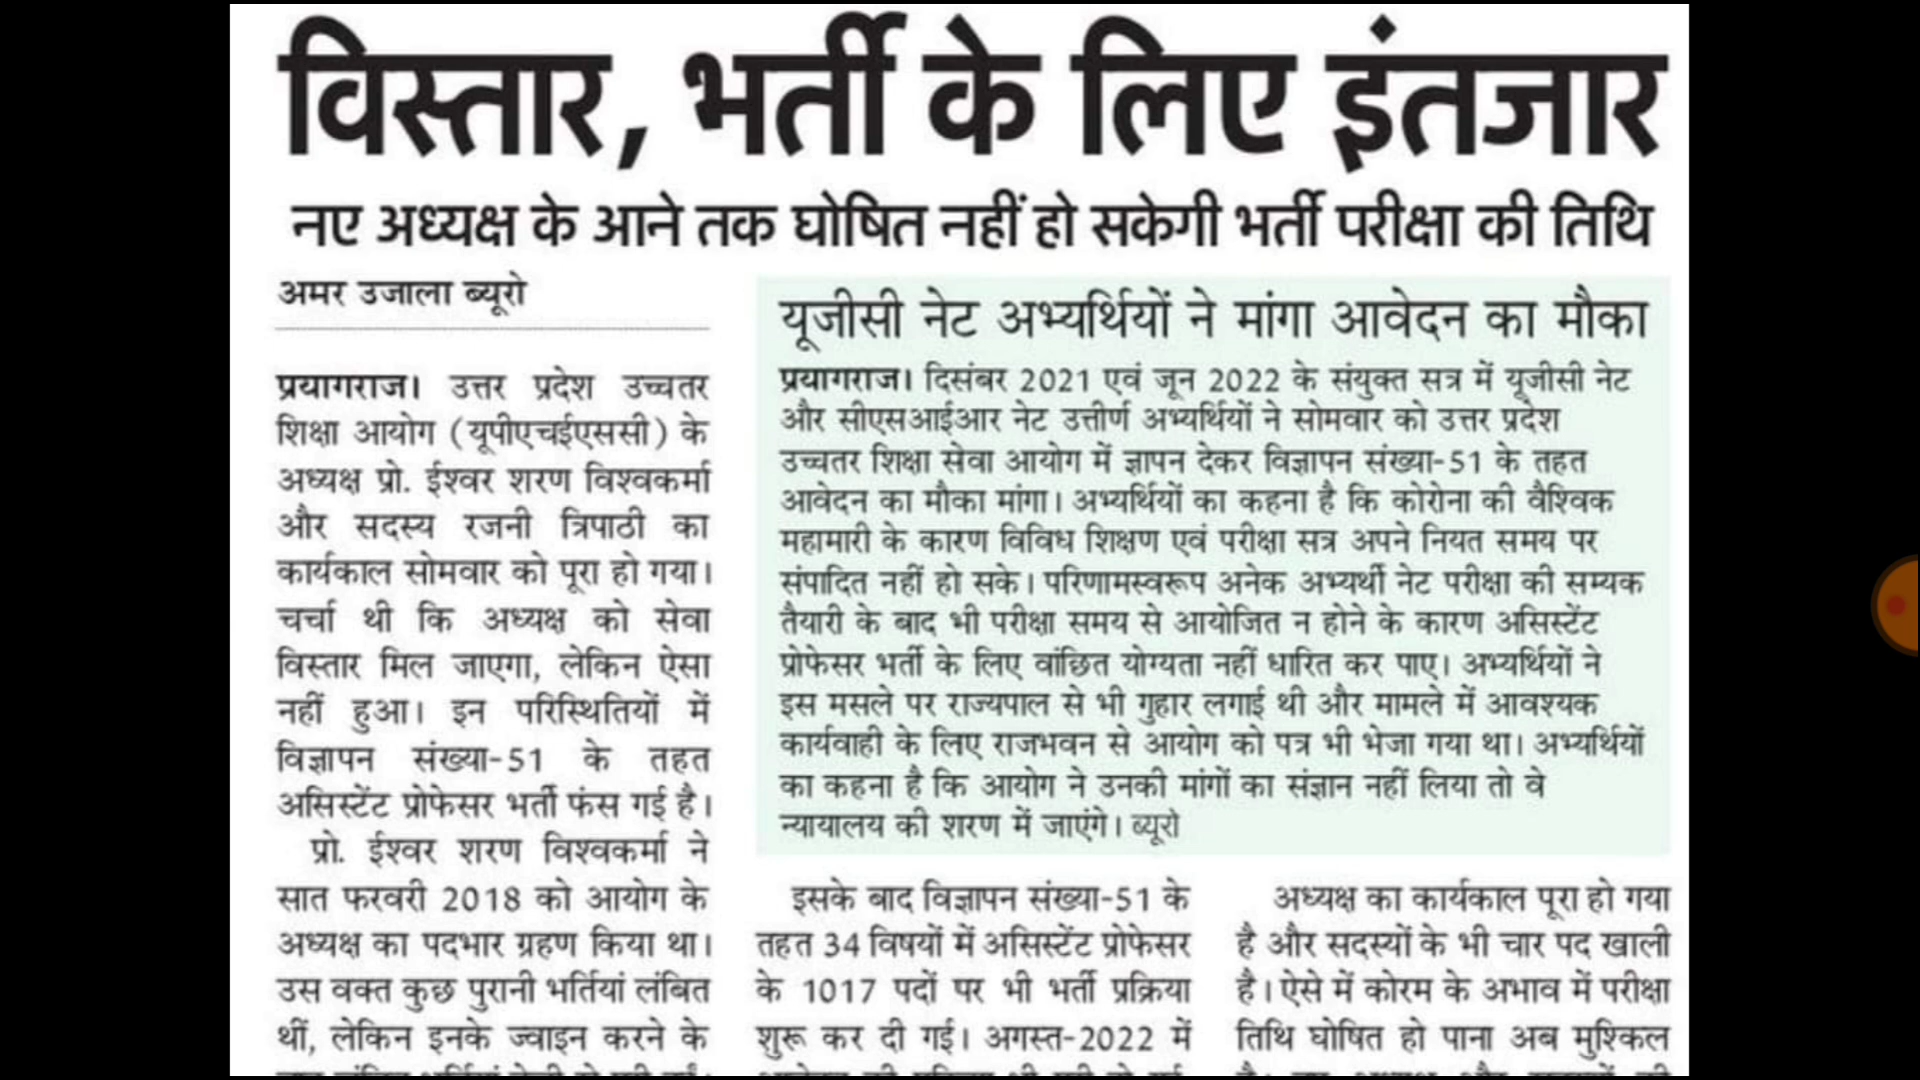 विस्तार, भर्ती के लिए इंतजार
नए अध्यक्ष के आने तक घोषित नहीं हो सकेगी भर्ती परीक्षा की तिथि
अमर उजाला ब्यूरो
प्रयागराज। उत्तर प्रदेश उच्चतर
शिक्षा आयोग (यूपीएचईएससी) के
अध्यक्ष प्रो. ईश्वर शरण विश्वकर्मा
और सदस्य रजनी त्रिपाठी का
कार्यकाल सोमवार को पूरा हो गया।
चर्चा थी कि अध्यक्ष को सेवा
विस्तार मिल जाएगा, लेकिन ऐसा
नहीं हुआ। इन परिस्थितियों में
विज्ञापन संख्या-51 के तहत
असिस्टेंट प्रोफेसर भर्ती फंस गई है।
प्रो. ईश्वर शरण विश्वकर्मा ने
सात फरवरी 2018 को आयोग के
अध्यक्ष का पदभार ग्रहण किया था।
उस वक्त कुछ पुरानी भर्तियां लंबित
थीं, लेकिन इनके ज्वाइन करने के
यूजीसी नेट अभ्यर्थियों ने मांगा आवेदन का मौका
प्रयागराज। दिसंबर 2021 एवं जून 2022 के संयुक्त सत्र में यूजीसी नेट
और सीएसआईआर नेट उत्तीर्ण अभ्यर्थियों ने सोमवार को उत्तर प्रदेश
उच्चतर शिक्षा सेवा आयोग में ज्ञापन देकर विज्ञापन संख्या-51 के तहत
आवेदन का मौका मांगा। अभ्यर्थियों का कहना है कि कोरोना की वैश्विक
महामारी के कारण विविध शिक्षण एवं परीक्षा सत्र अपने नियत समय पर
संपादित नहीं हो सके। परिणामस्वरूप अनेक अभ्यर्थी नेट परीक्षा की सम्यक
तैयारी के बाद भी परीक्षा समय से आयोजित न होने के कारण असिस्टेंट
प्रोफेसर भर्ती के लिए वांछित योग्यता नहीं धारित कर पाए। अभ्यर्थियों ने
इस मसले पर राज्यपाल से भी गुहार लगाई थी और मामले में आवश्यक
कार्यवाही के लिए राजभवन से आयोग को पत्र भी भेजा गया था। अभ्यर्थियों
का कहना है कि आयोग ने उनकी मांगों का संज्ञान नहीं लिया तो वे
न्यायालय की शरण में जाएंगे। ब्यूरो
इसके बाद विज्ञापन संख्या-51 के
तहत 34 विषयों में असिस्टेंट प्रोफेसर
के 1017 पदों पर भी भर्ती प्रक्रिया
शुरू कर दी गई। अगस्त-2022 में
अध्यक्ष का कार्यकाल पूरा हो गया
है और सदस्यों के भी चार पद खाली
है। ऐसे में कोरम के अभाव में परीक्षा
तिथि घोषित हो पाना अब मुश्किल